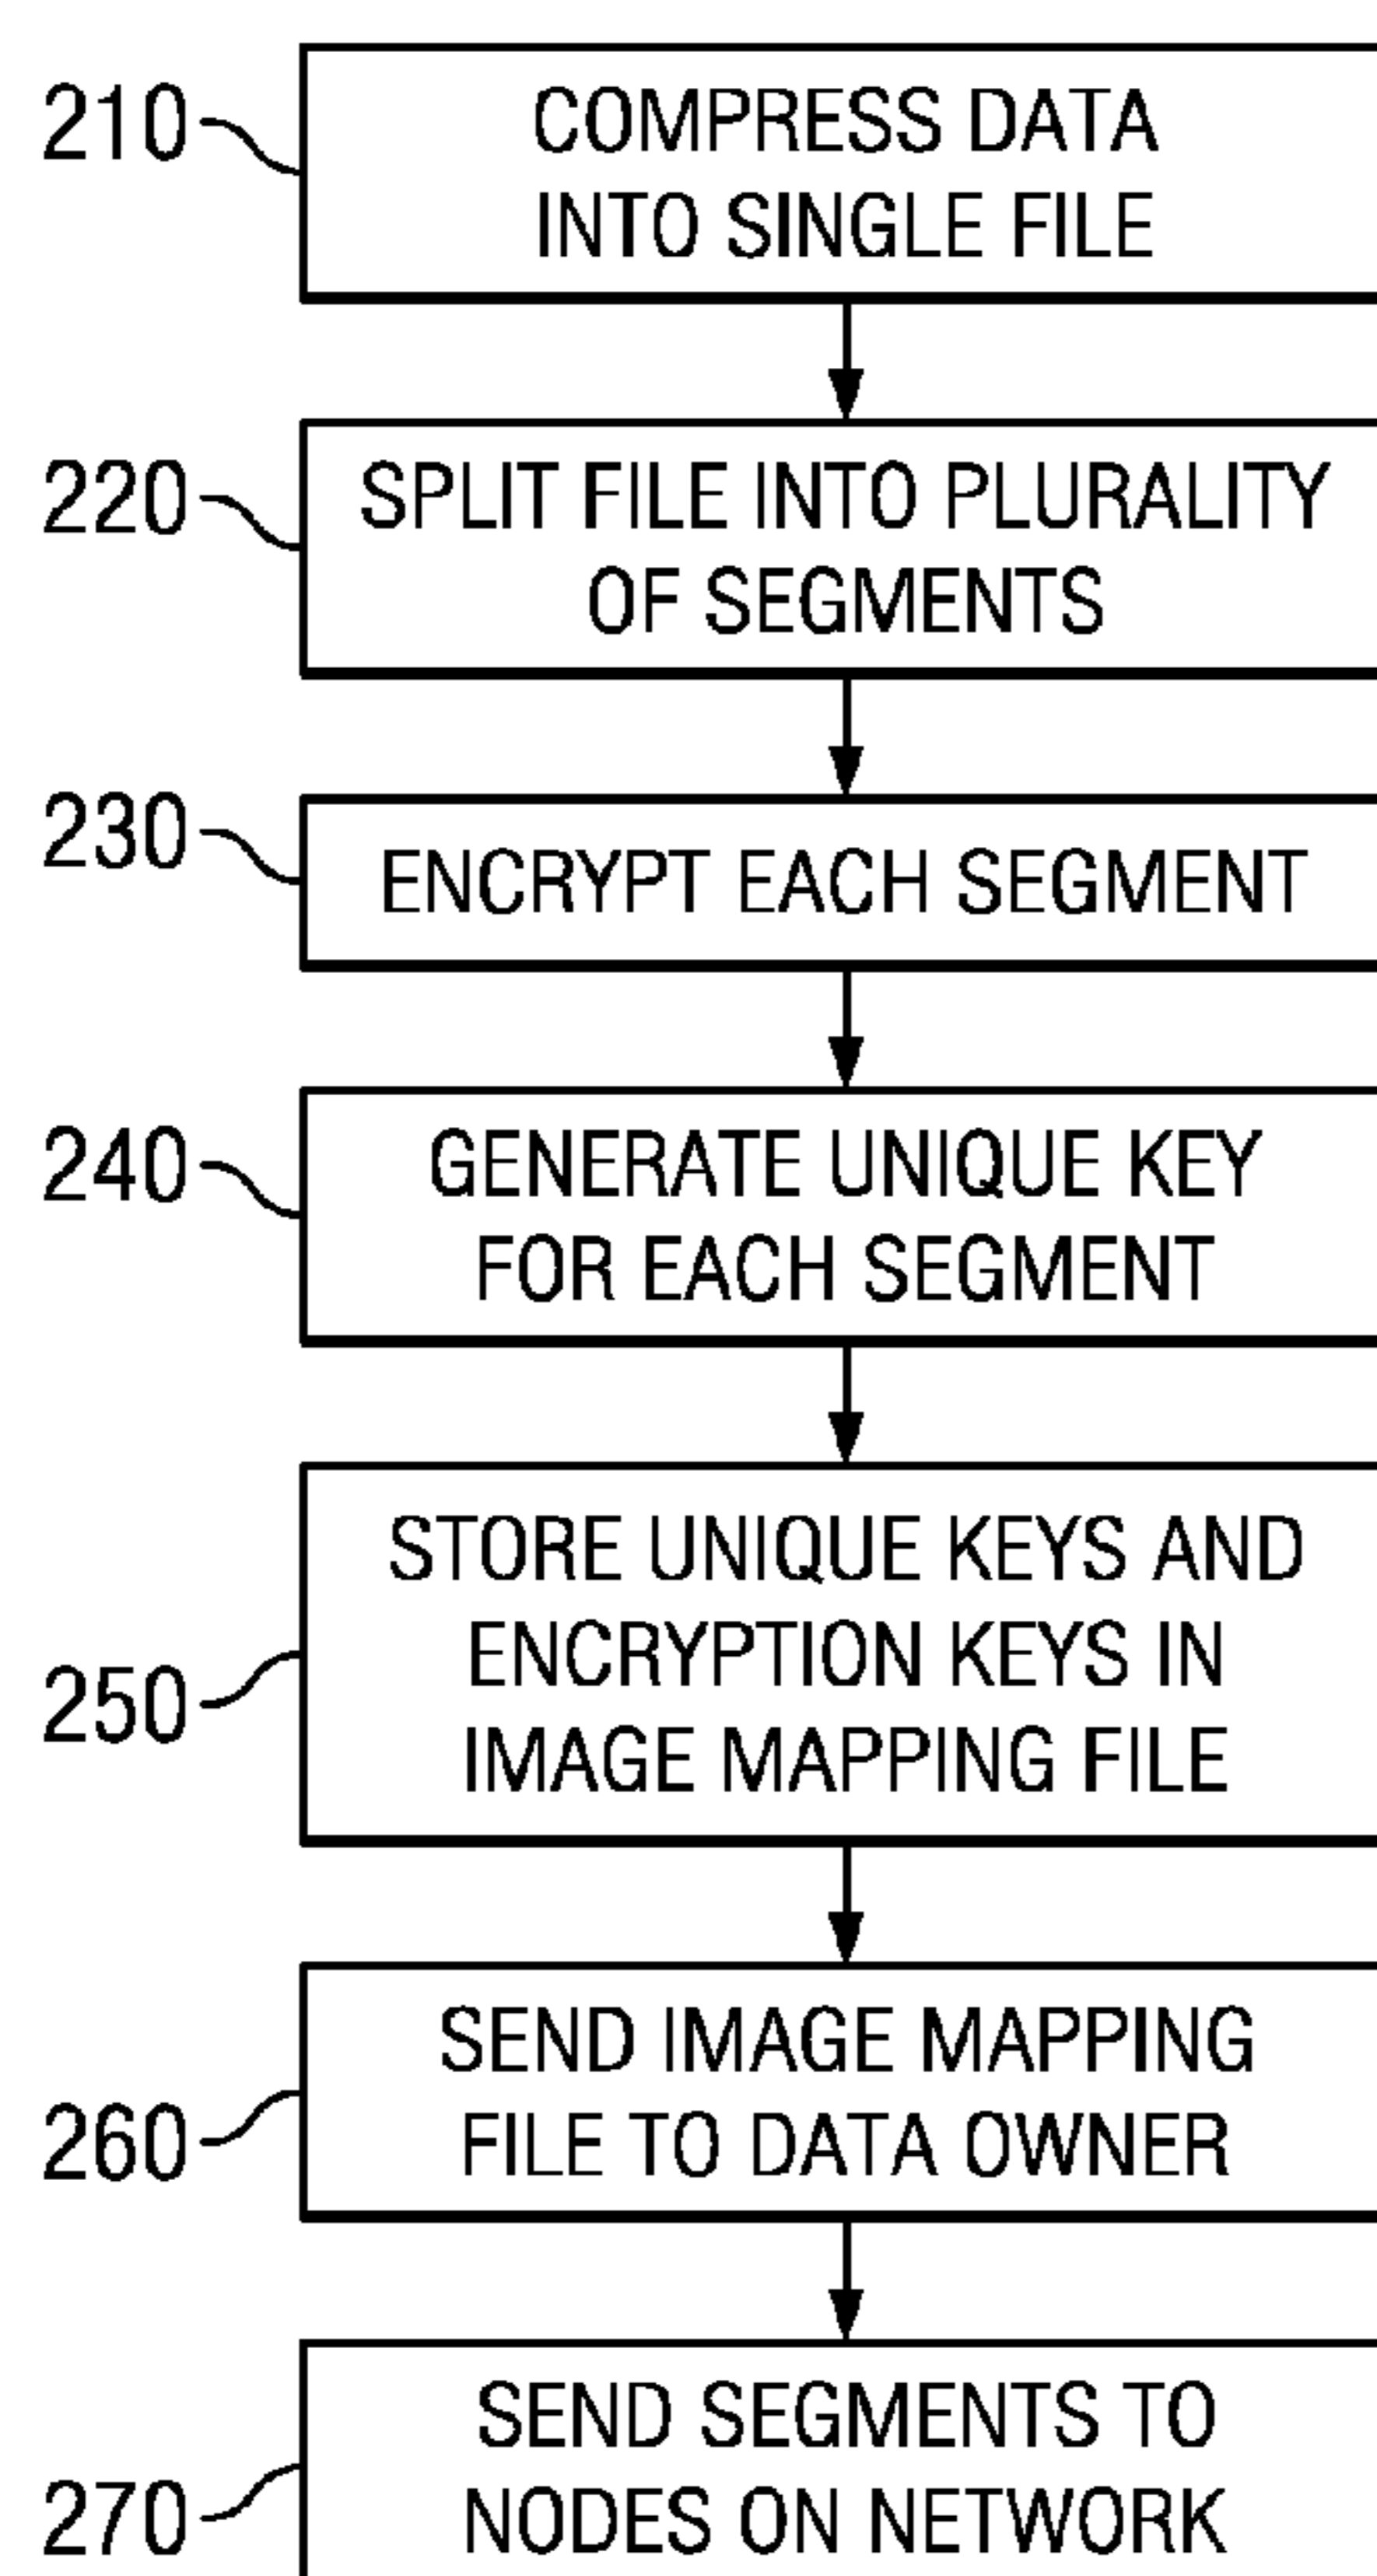 210
COMPRESS DATA
INTO SINGLE FILE
220
SPLIT FILE INTO PLURALITY
OF SEGMENTS
230
ENCRYPT EACH SEGMENT
240
GENERATE UNIQUE KEY
FOR EACH SEGMENT
250
STORE UNIQUE KEYS AND
ENCRYPTION KEYS IN
IMAGE MAPPING FILE
260
SEND IMAGE MAPPING
FILE TO DATA OWNER
270
SEND SEGMENTS TO
NODES ON NETWORK